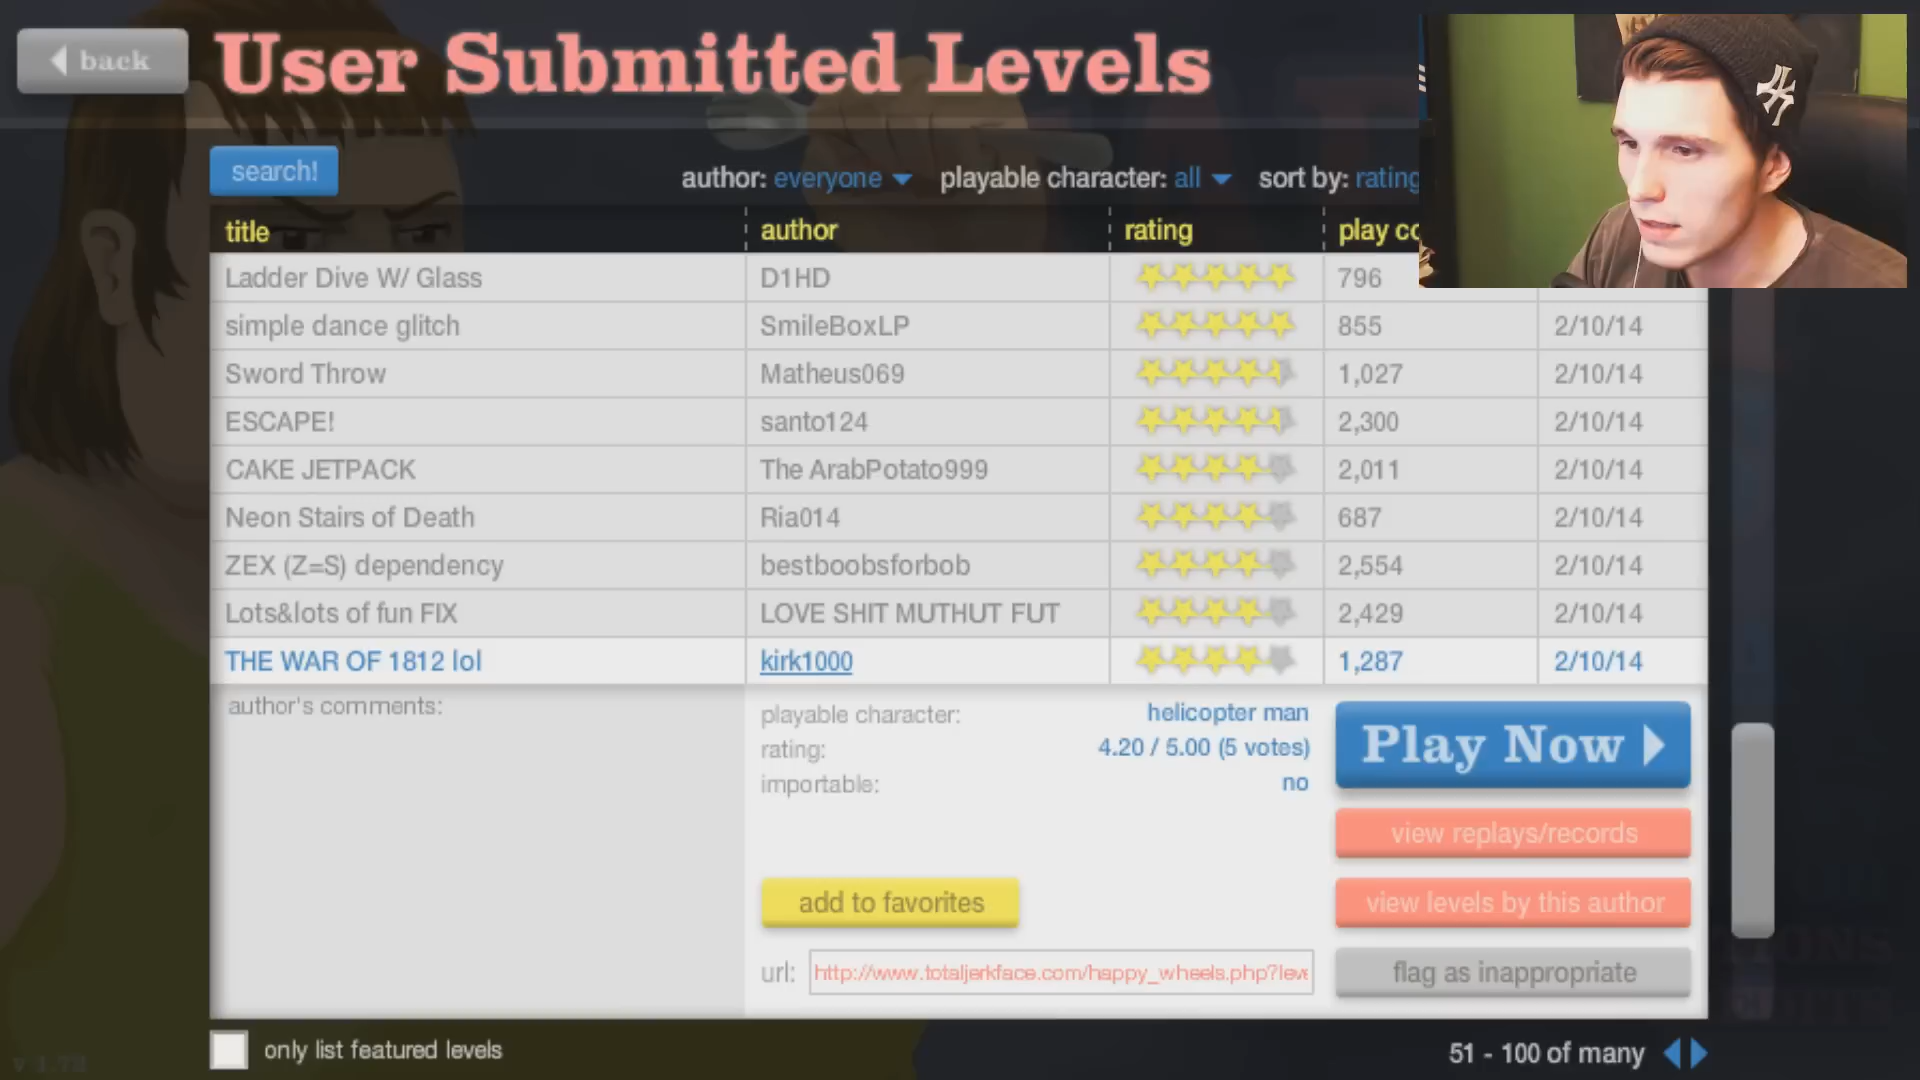 back
User Submitted Levels
search!
author: everyone playable character: all sort by: rating
title author rating play co
Ladder Dive W/ Glass D1HD 796
simple dance glitch SmileBoxLP 855 2/10/14
Sword Throw Matheus069 1,027 2/10/14
ESCAPE! santo124 2,300 2/10/14
CAKE JETPACK The ArabPotato999 2,011 2/10/14
Neon Stairs of Death Ria014 687 2/10/14
ZEX (Z=S) dependency bestboobsforbob 2,554 2/10/14
Lots&lots of fun FIX LOVE SHIT MUTHUT FUT 2,429 2/10/14
THE WAR OF 1812 lol kirk1000 1,287 2/10/14
author's comments:
playable character: helicopter man
rating: 4.20 / 5.00 (5 votes)
importable: no
Play Now
view replays/records
add to favorites
view levels by this author
url: http://www.totaljerkface.com/happy_wheels.php?leve
flag as inappropriate
only list featured levels
51 - 100 of many